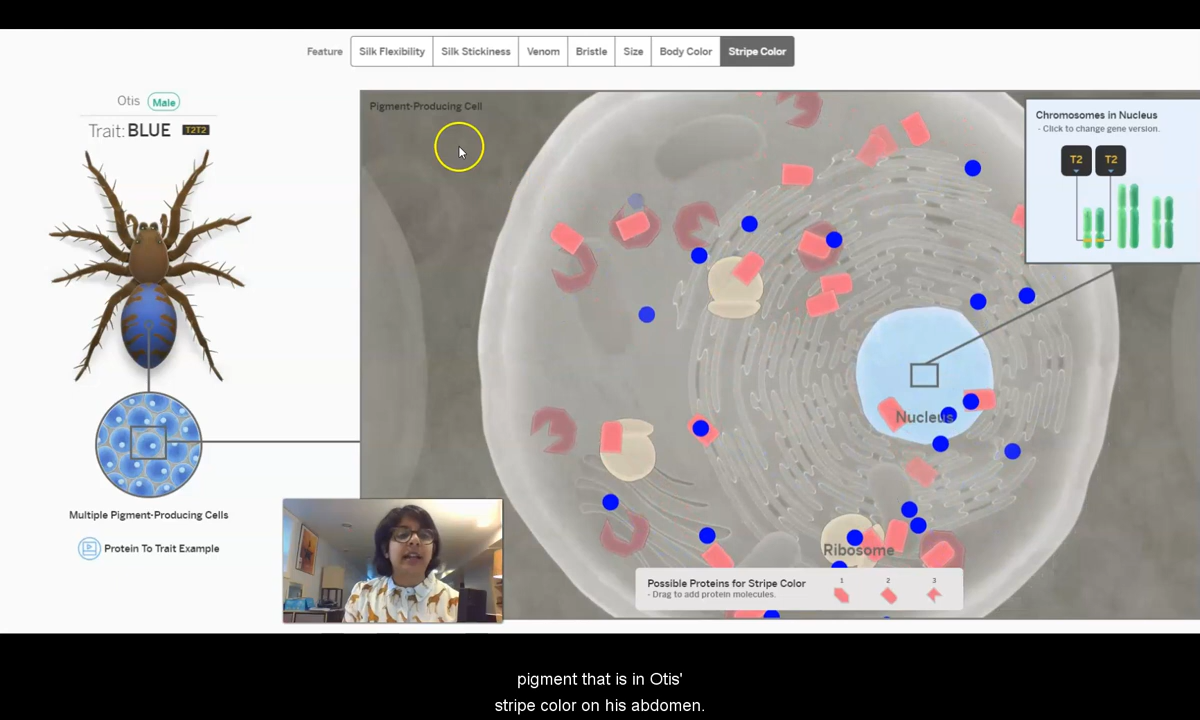 Feature Silk Flexibility Silk Stickiness Venom Bristle Size Body Color Stripe Color
Otis Male
Trait: BLUE T2T2
Pigment-Producing Cell
Chromosomes in Nucleus
- Click to change gene version.
T2 T2
Nucleus
Ribosome
Multiple Pigment-Producing Cells
Protein To Trait Example
Possible Proteins for Stripe Color
- Drag to add protein molecules.
1 2 3
pigment that is in Otis'
stripe color on his abdomen.